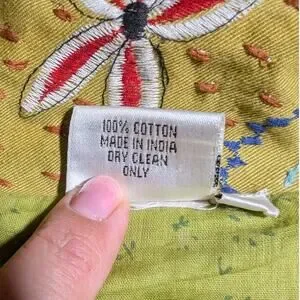 100% COTTON
MADE IN INDIA
DRY CLEAN
ONLY